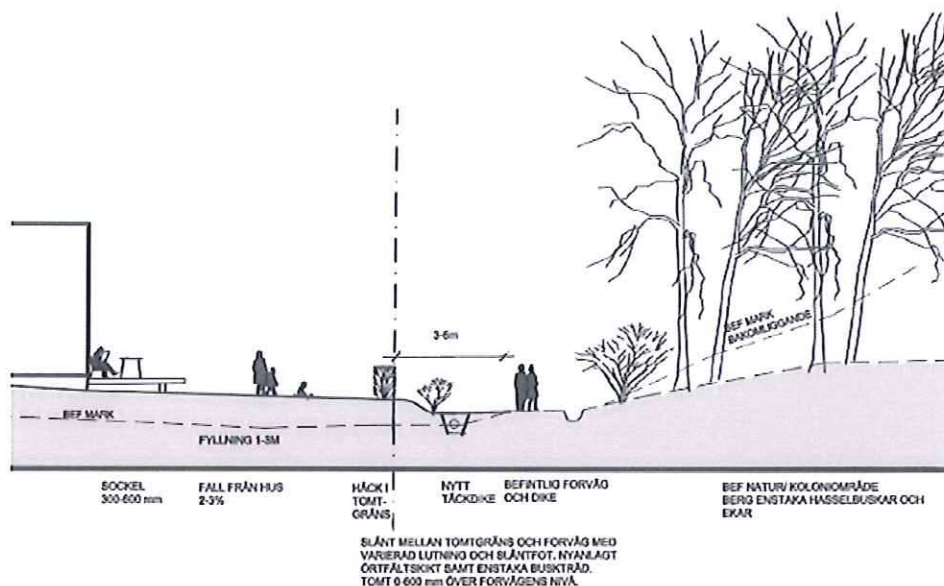 3-6m
BEF MARK
BAKOMLIGGANDE
BEF MARK
FYLLNING 1-3M
SOCKEL
300-600 mm
FALL FRÅN HUS
2-3%
HÄCK I
TOMT-
GRÄNS
NYTT
TÄCKDIKE
BEFINTLIG FORVÄG
OCH DIKE
BEF NATUR/ KOLONIOMRÅDE
BERG ENSTAKA HASSELBUSKAR OCH
EKAR
SLÄNT MELLAN TOMTGRÄNS OCH FORVÄG MED
VARIERAD LUTNING OCH SLÄNTFOT. NYANLAGT
ÖRTFÄLTSKIKT SAMT ENSTAKA BUSKTRÄD.
TOMT 0-600 mm ÖVER FORVÄGENS NIVÅ.